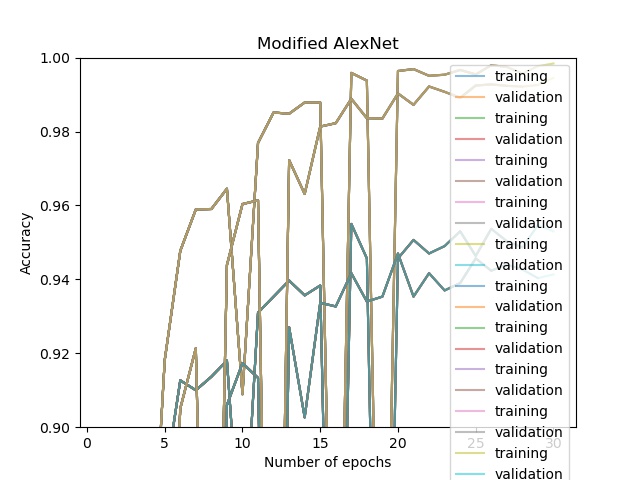 Modified AlexNet
Accuracy
1.00
0.98
0.96
0.94
0.92
0.90
0
5
10
15
20
25
30
Number of epochs
training
validation
training
validation
training
validation
training
validation
training
validation
training
validation
training
validation
training
validation
training
validation
training
validation